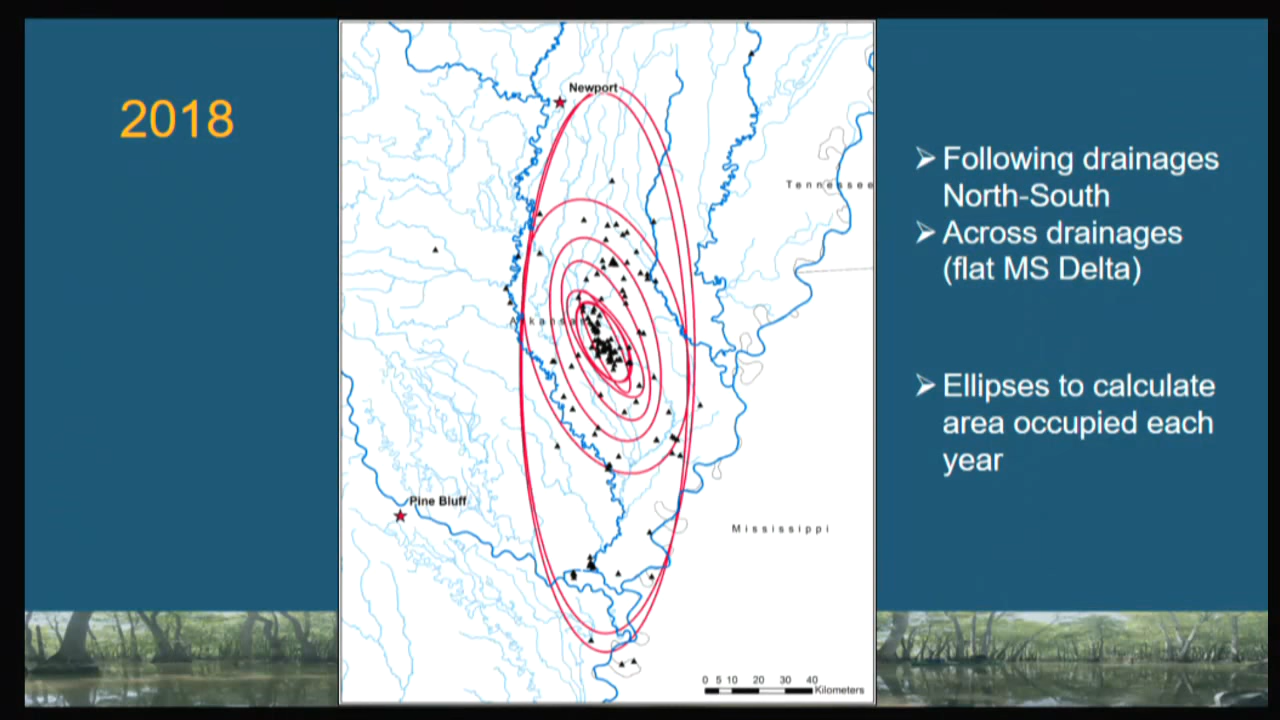 2018
Newport
Tennessee
Arkansas
Pine Bluff
Mississippi
0 5 10 20 30 40
Kilometers
➢ Following drainages
North-South
➢ Across drainages
(flat MS Delta)
➢ Ellipses to calculate
area occupied each
year